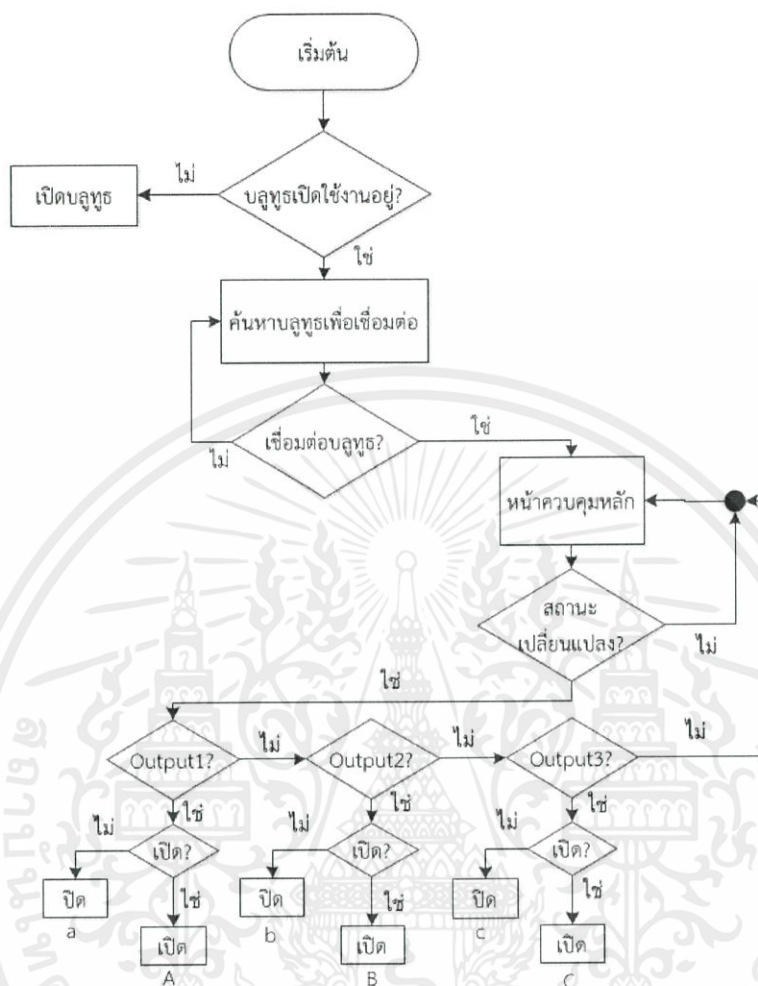 เริ่มต้น
ไม่
เปิดบลูทูธ
บลูทูธเปิดใช้งานอยู่?
ใช่
ค้นหาบลูทูธเพื่อเชื่อมต่อ
ใช่
เชื่อมต่อบลูทูธ?
ไม่
หน้าควบคุมหลัก
สถานะ
เปลี่ยนแปลง?
ไม่
ใช่
ไม่
ไม่
ไม่
Output1?
Output2?
Output3?
ใช่
ใช่
ใช่
ไม่
ไม่
ไม่
เปิด?
เปิด?
เปิด?
ปิด
ใช่
ปิด
ใช่
ปิด
ใช่
a
b
c
เปิด
เปิด
เปิด
A
B
C
สถาบันเท